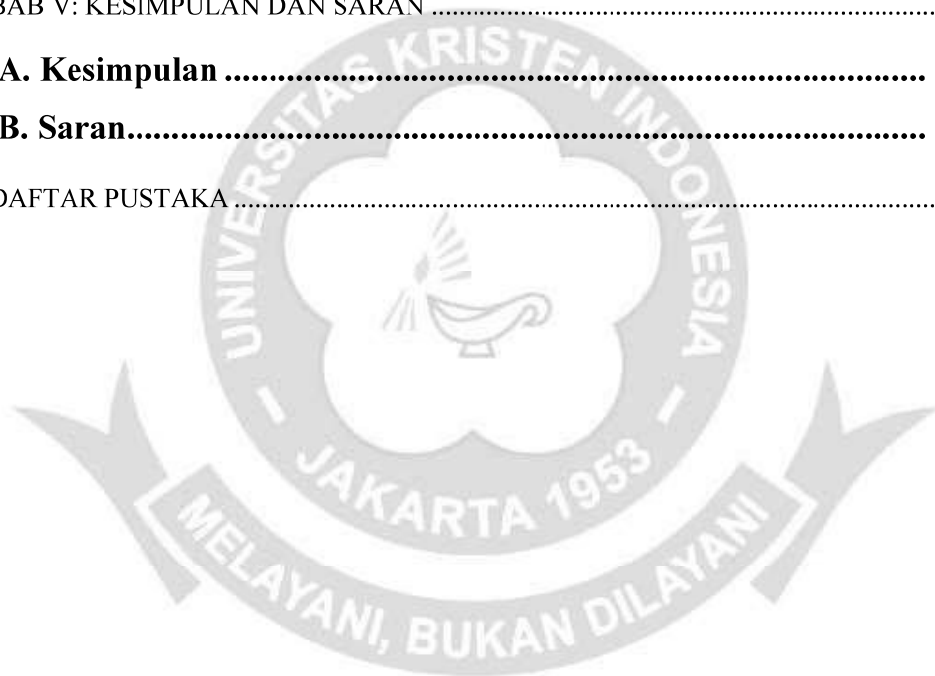 BAB V: KESIMPULAN DAN SARAN ................................................................................
A. Kesimpulan ................................................................................
B. Saran...........................................................................................
DAFTAR PUSTAKA ................................................................................................
UNIVERSITAS KRISTEN INDONESIA
- JAKARTA 1953 -
MELAYANI, BUKAN DILAYANI